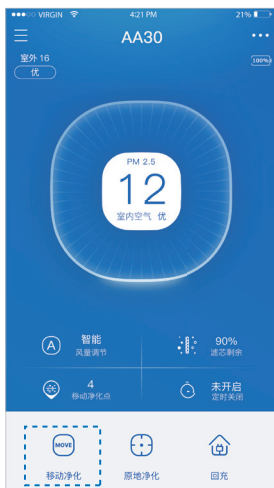 VIRGIN 4:21 PM 21%
AA30
室外 16
优
100%
PM 2.5
12
室内空气 优
A 智能
风量调节
90%
滤芯剩余
4
移动净化点
未开启
定时关闭
MOVE
移动净化 原地净化 回充